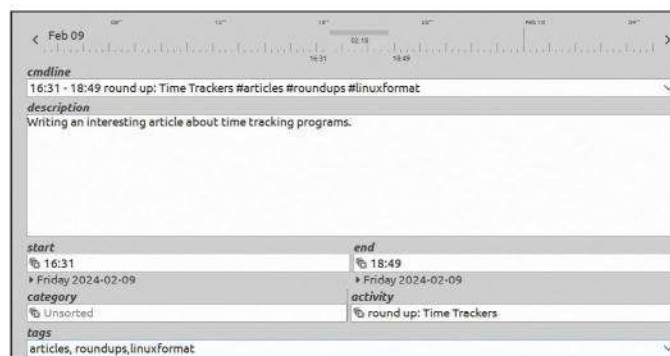 Feb 09
Feb 10
02:18
16:31 18:49
cmdline
16:31 - 18:49 round up: Time Trackers #articles #roundups #linuxformat
description
Writing an interesting article about time tracking programs.
start end
16:31 18:49
Friday 2024-02-09 Friday 2024-02-09
category activity
Unsorted round up: Time Trackers
tags
articles, roundups,linuxformat